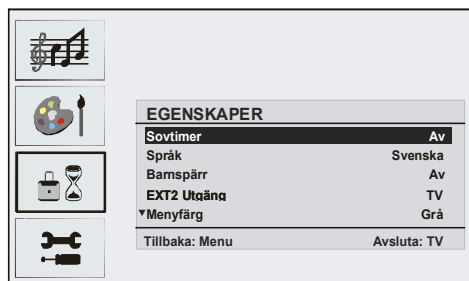 EGENSKAPER
Sovtimer Av
Språk Svenska
Barnspärr Av
EXT2 Utgång TV
▼Menyfärg Grå
Tillbaka: Menu Avsluta: TV